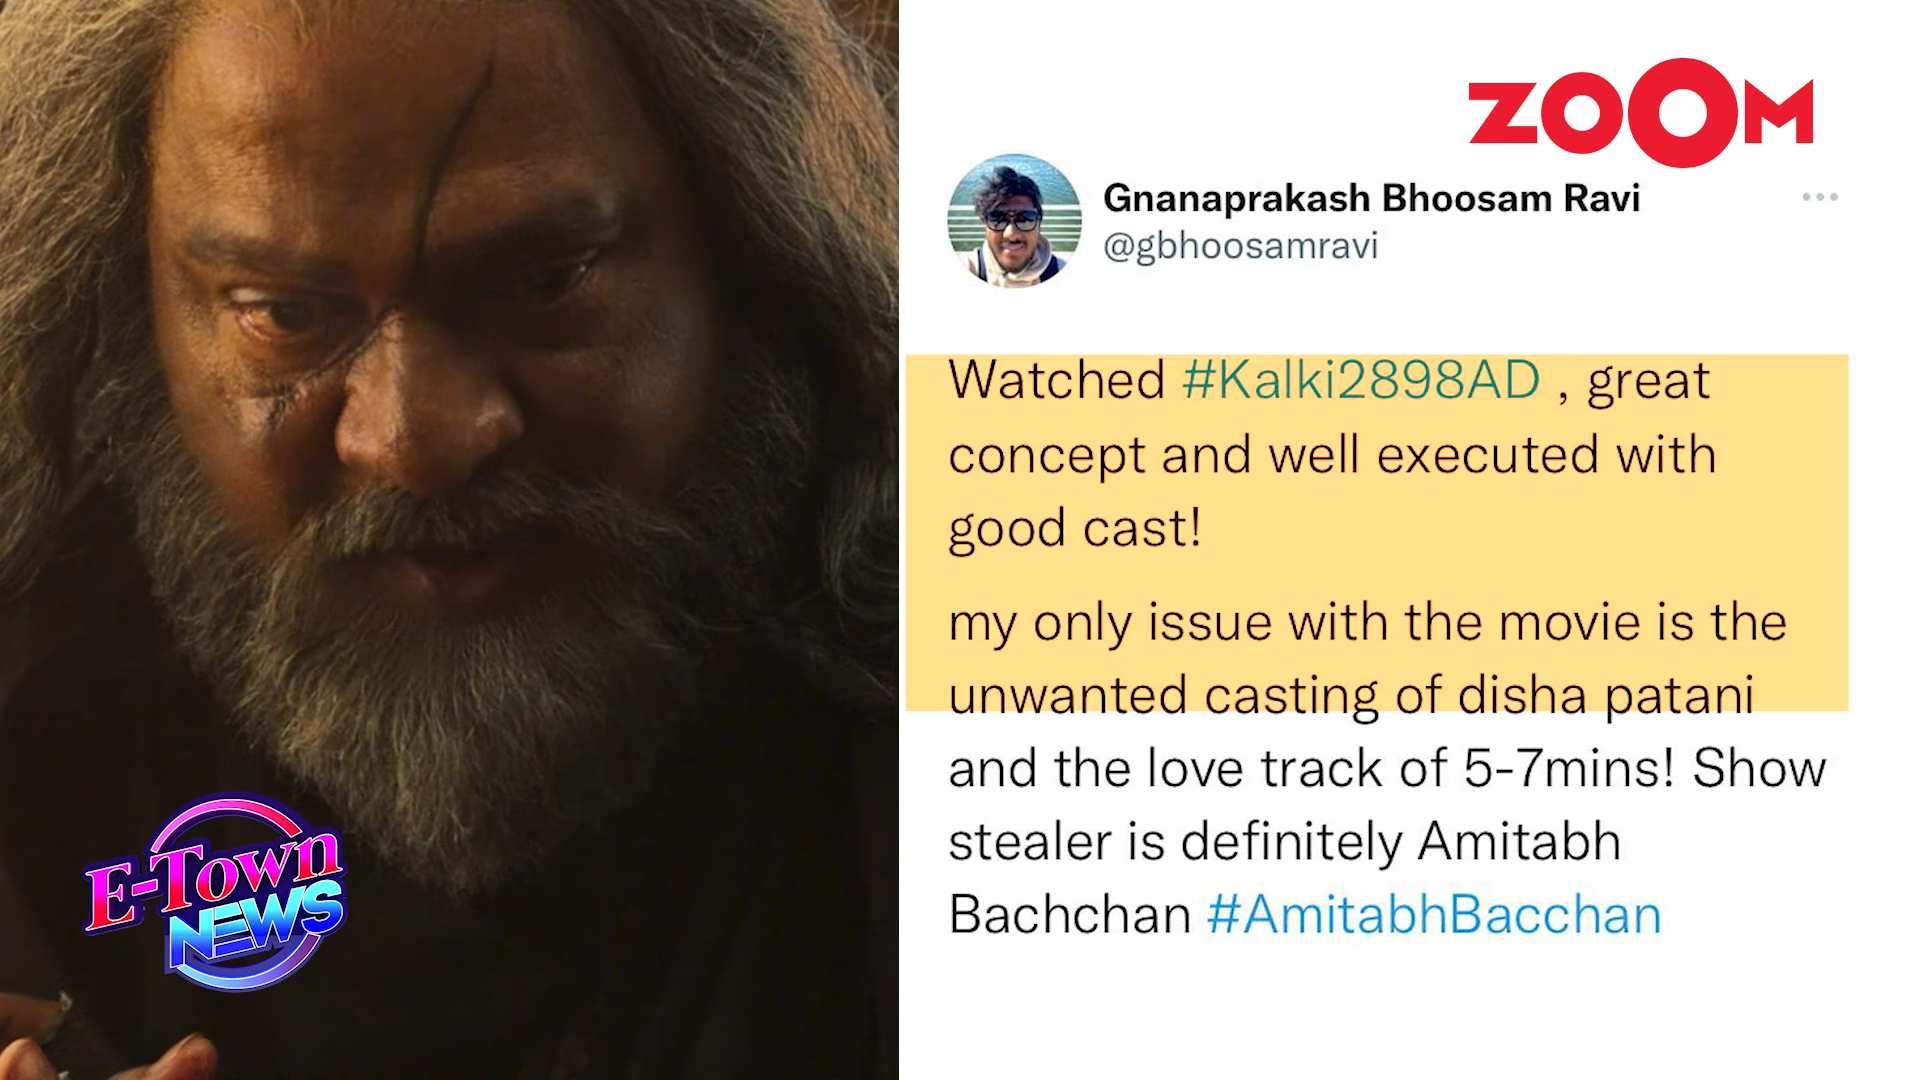 ZOOM
Gnanaprakash Bhoosam Ravi
@gbhoosamravi
Watched #Kalki2898AD , great
concept and well executed with
good cast!
my only issue with the movie is the
unwanted casting of disha patani
and the love track of 5-7mins! Show
stealer is definitely Amitabh
Bachchan #AmitabhBacchan
E-Town
NEWS